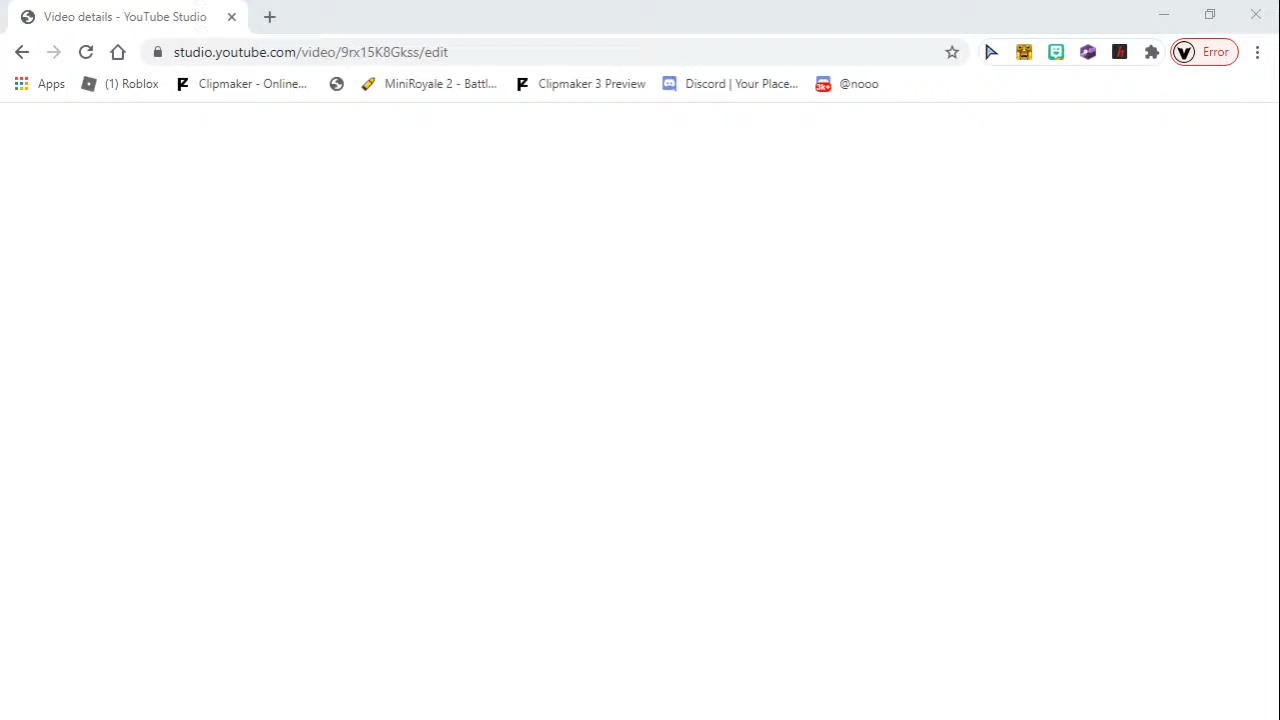 Video details - YouTube Studio
studio.youtube.com/video/9rx15K8Gkss/edit
Error
Apps
(1) Roblox
Clipmaker - Online...
MiniRoyale 2 - Battl...
Clipmaker 3 Preview
Discord | Your Place...
3k+
@nooo